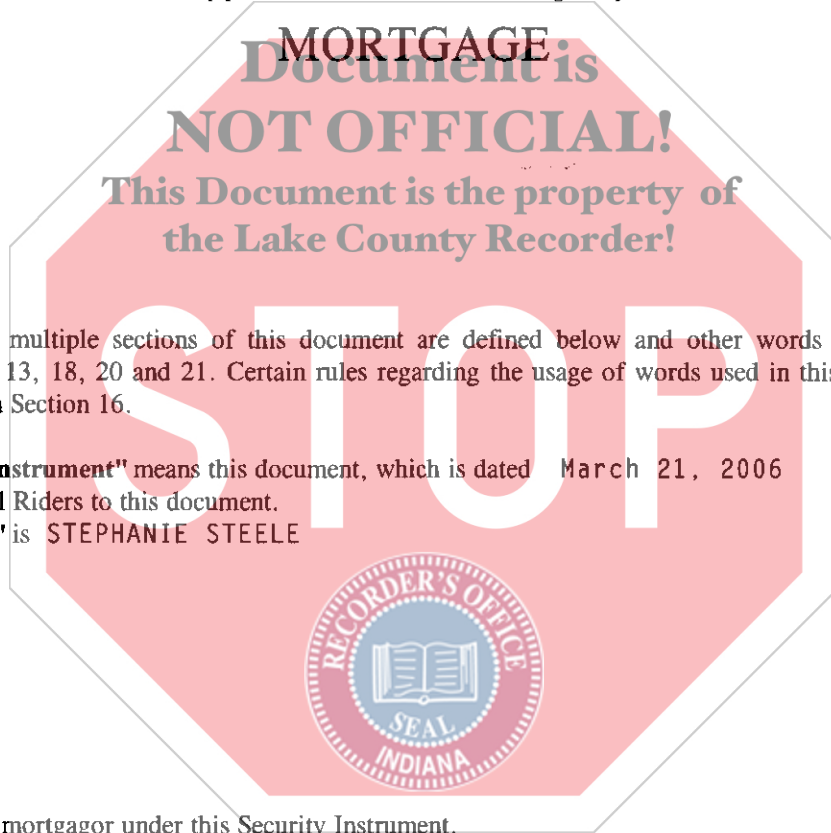 MORTGAGE
Document is
NOT OFFICIAL!
This Document is the property of
the Lake County Recorder!
multiple sections of this document are defined below and other words
13, 18, 20 and 21. Certain rules regarding the usage of words used in this
Section 16.
nstrument" means this document, which is dated March 21, 2006
Riders to this document.
" is STEPHANIE STEELE
STOP
RECORDER'S OFFICE
SEAL
INDIANA
mortgagor under this Security Instrument.